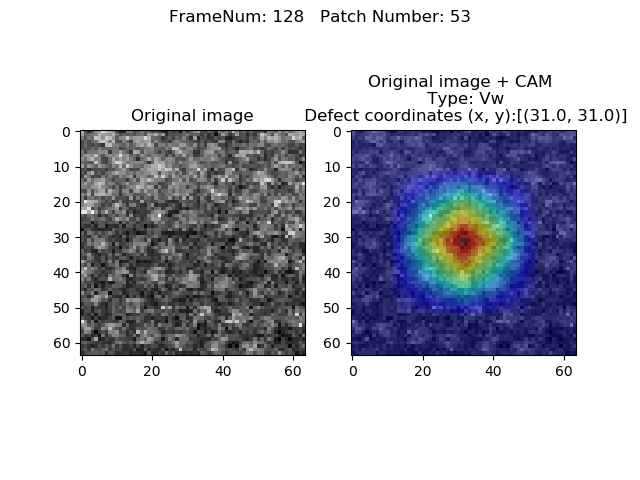 FrameNum: 128   Patch Number: 53
Original image
Original image + CAM
Type: Vw
Defect coordinates (x, y):[(31.0, 31.0)]
0
10
20
30
40
50
60
0 20 40 60
0
10
20
30
40
50
60
0 20 40 60